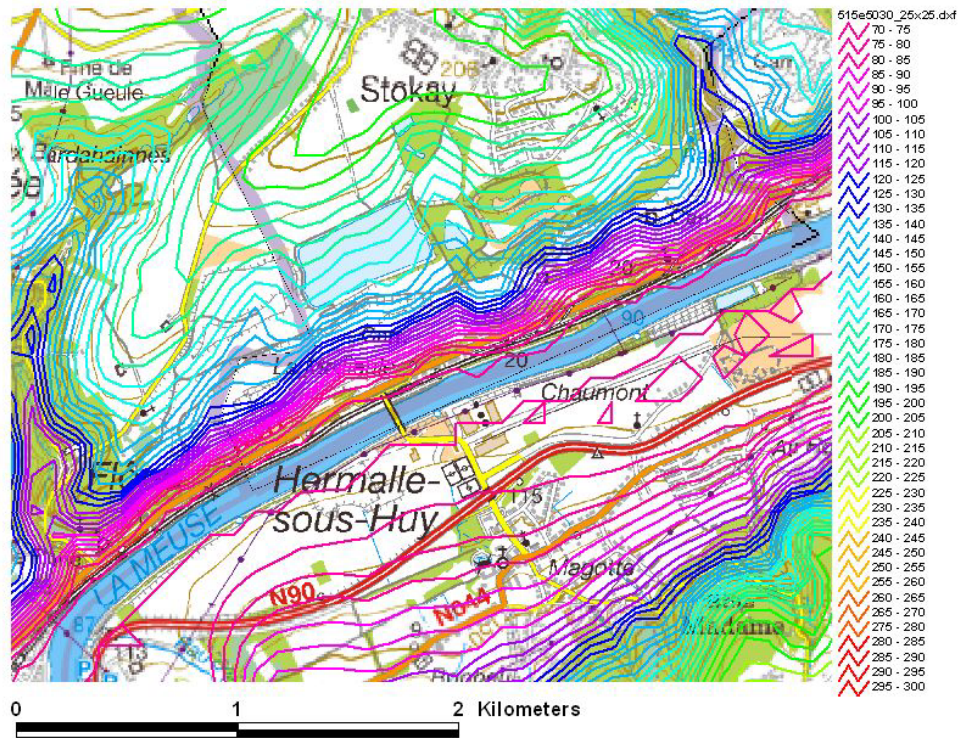 515e5030_25x25.dxf
70 - 75
75 - 80
80 - 85
85 - 90
90 - 95
95 - 100
100 - 105
105 - 110
110 - 115
115 - 120
120 - 125
125 - 130
130 - 135
135 - 140
140 - 145
145 - 150
150 - 155
155 - 160
160 - 165
165 - 170
170 - 175
175 - 180
180 - 185
185 - 190
190 - 195
195 - 200
200 - 205
205 - 210
210 - 215
215 - 220
220 - 225
225 - 230
230 - 235
235 - 240
240 - 245
245 - 250
250 - 255
255 - 260
260 - 265
265 - 270
270 - 275
275 - 280
280 - 285
285 - 290
290 - 295
295 - 300
Fme de
Male Gueule
Stokay
208
20
90
20
Chaumont
Hermalle-
sous-Huy
115
LA MEUSE
N90
N644
Magotte
Madame
87
13
P
0 1 2 Kilometers